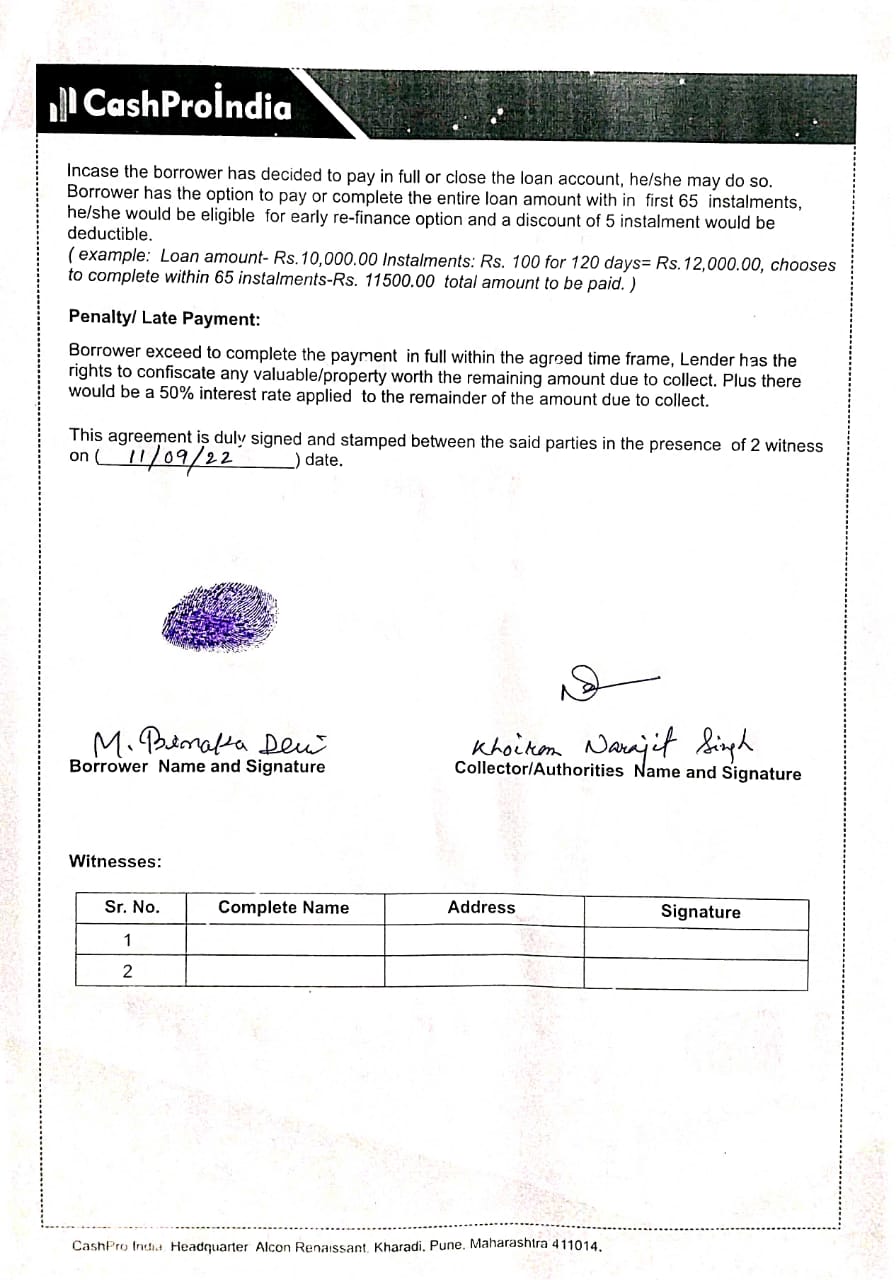 CashProIndia
Incase the borrower has decided to pay in full or close the loan account, he/she may do so.
Borrower has the option to pay or complete the entire loan amount with in first 65 instalments,
he/she would be eligible for early re-finance option and a discount of 5 instalment would be
deductible.
( example: Loan amount- Rs.10,000.00 Instalments: Rs. 100 for 120 days= Rs.12,000.00, chooses
to complete within 65 instalments-Rs. 11500.00 total amount to be paid. )
Penalty/ Late Payment:
Borrower exceed to complete the payment in full within the agreed time frame, Lender has the
rights to confiscate any valuable/property worth the remaining amount due to collect. Plus there
would be a 50% interest rate applied to the remainder of the amount due to collect.
This agreement is duly signed and stamped between the said parties in the presence of 2 witness
on ( 11/09/22 ) date.
M. Devi Khoirom Narajit Singh
Borrower Name and Signature Collector/Authorities Name and Signature
Witnesses:
Sr. No. Complete Name Address Signature
1
2
CashPro India Headquarter Alcon Renaissant, Kharadi, Pune, Maharashtra 411014.